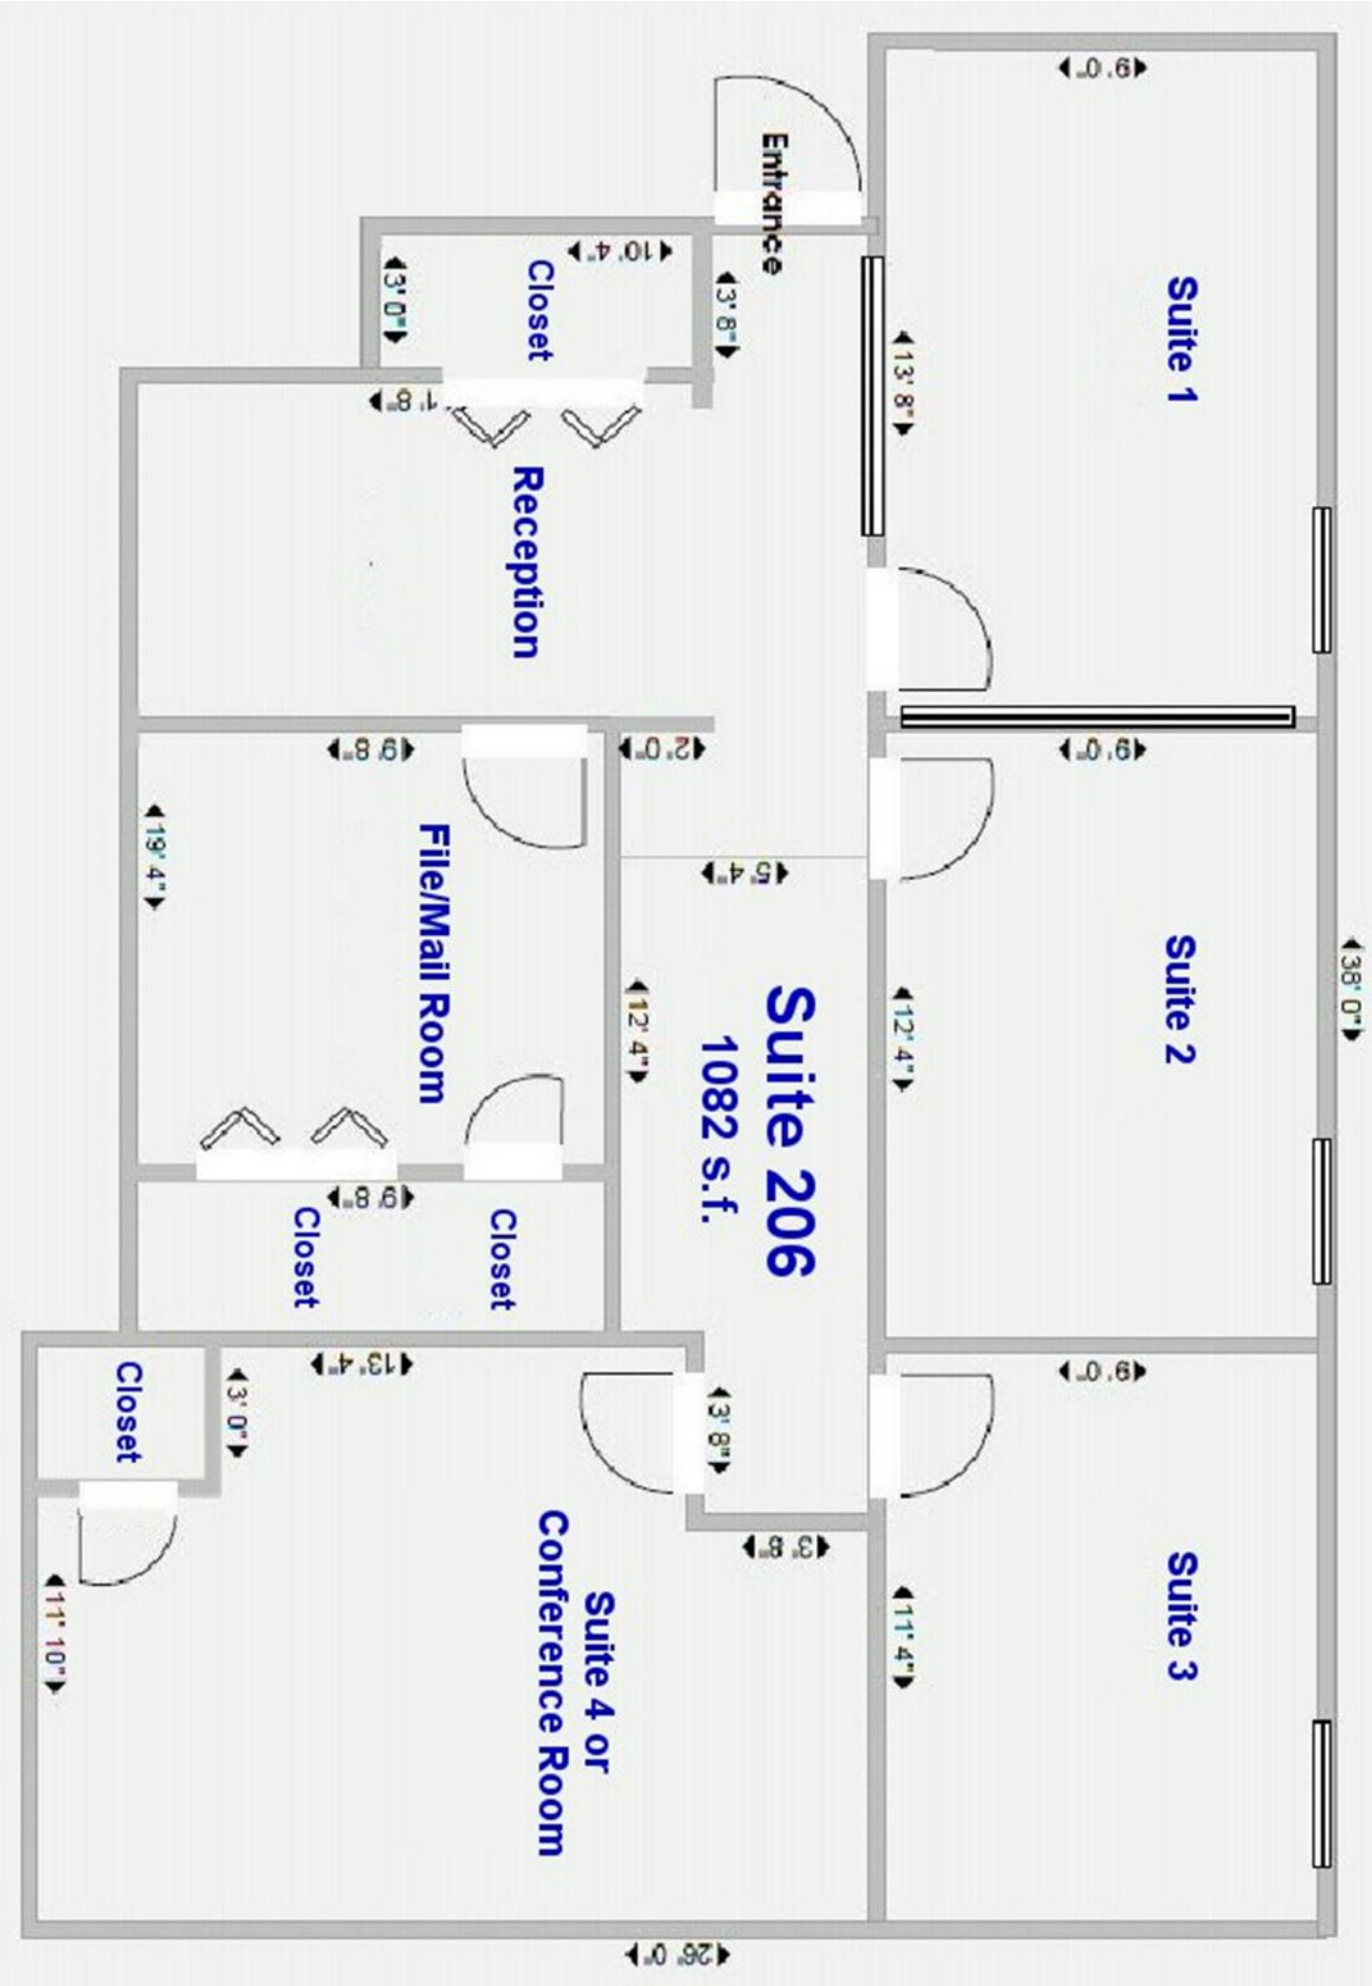 38' 0"
Suite 1
Suite 2
Suite 3
9' 0"
9' 0"
9' 0"
13' 8"
12' 4"
11' 4"
Entrance
Suite 206
1082 s.f.
3' 8"
5' 4"
3' 8"
3' 8"
26' 0"
10' 4"
2' 0"
12' 4"
Closet
Reception
Suite 4 or
Conference Room
Closet
3' 0"
1' 8"
File/Mail Room
9' 8"
9' 8"
Closet
13' 4"
3' 0"
19' 4"
Closet
11' 10"